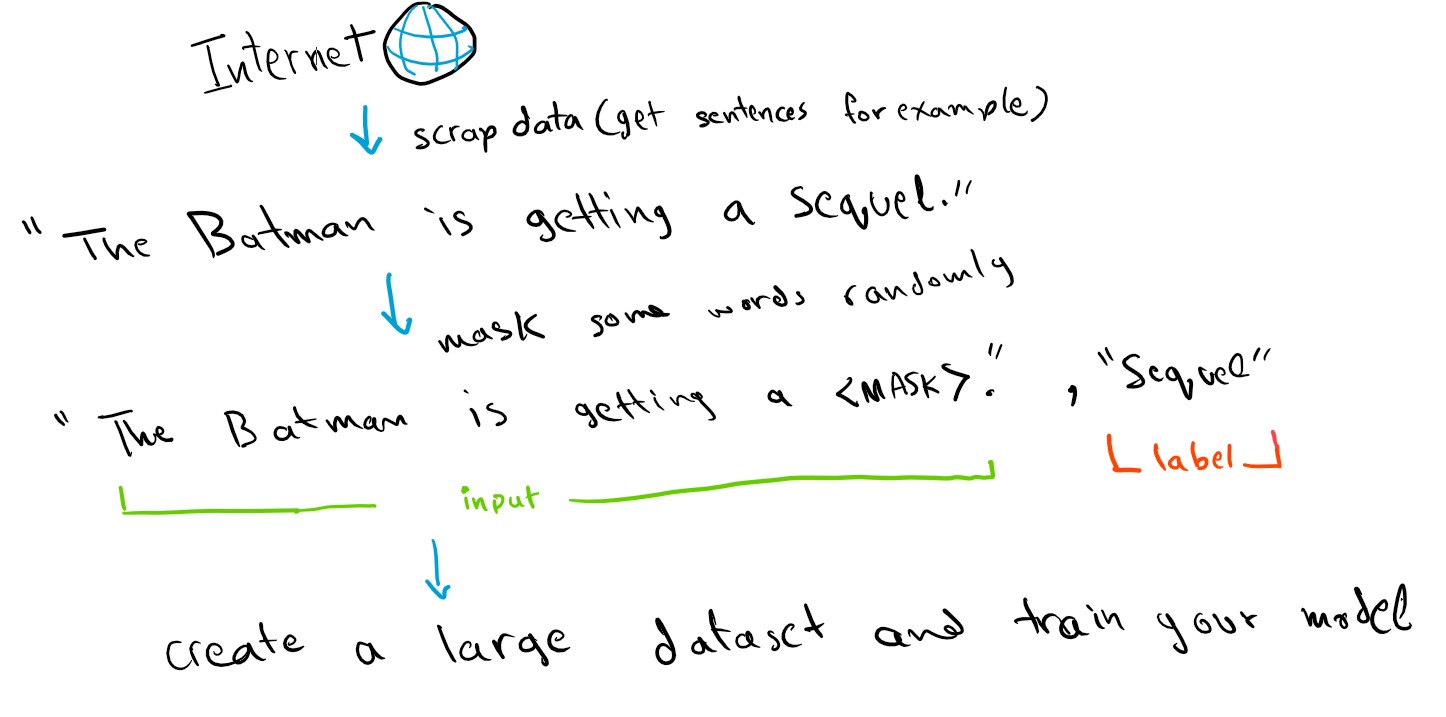 Internet
scrap data (get sentences for example)
"The Batman is getting a sequel."
mask some words randomly
"The Batman is getting a <MASK>." , "Sequel"
label
input
create a large dataset and train your model